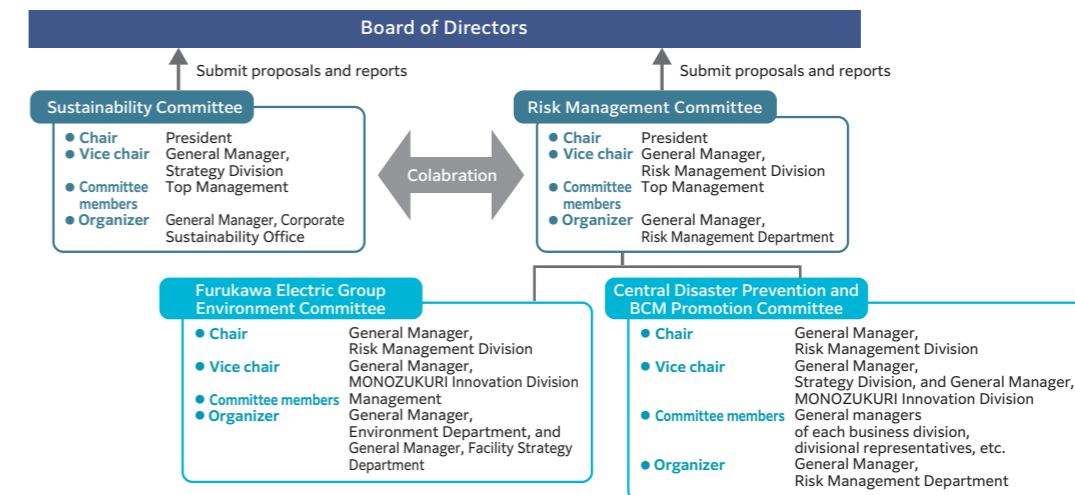 Board of Directors
Submit proposals and reports
Submit proposals and reports
Sustainability Committee
● Chair President
● Vice chair General Manager,
Strategy Division
● Committee Top Management
members
● Organizer General Manager, Corporate
Sustainability Office
Colabration
Risk Management Committee
● Chair President
● Vice chair General Manager,
Risk Management Division
● Committee Top Management
members
● Organizer General Manager,
Risk Management Department
Furukawa Electric Group
Environment Committee
● Chair General Manager,
Risk Management Division
● Vice chair General Manager,
MONOZUKURI Innovation Division
● Committee members Management
● Organizer General Manager,
Environment Department, and
General Manager, Facility Strategy
Department
Central Disaster Prevention and
BCM Promotion Committee
● Chair General Manager,
Risk Management Division
● Vice chair General Manager,
Strategy Division, and General Manager,
MONOZUKURI Innovation Division
● Committee members General managers
of each business division,
divisional representatives, etc.
● Organizer General Manager,
Risk Management Department